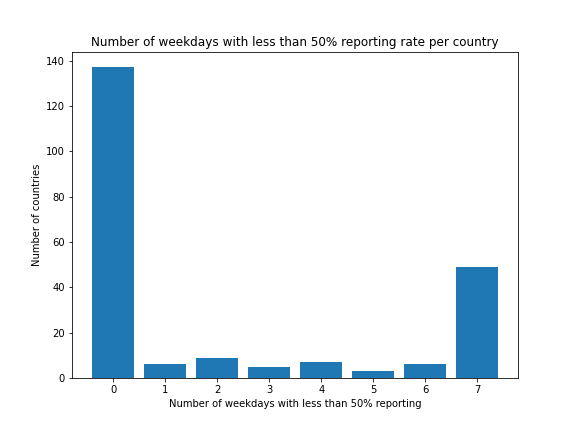 Number of weekdays with less than 50% reporting rate per country
140
120
100
80
60
40
20
0
Number of countries
0 1 2 3 4 5 6 7
Number of weekdays with less than 50% reporting